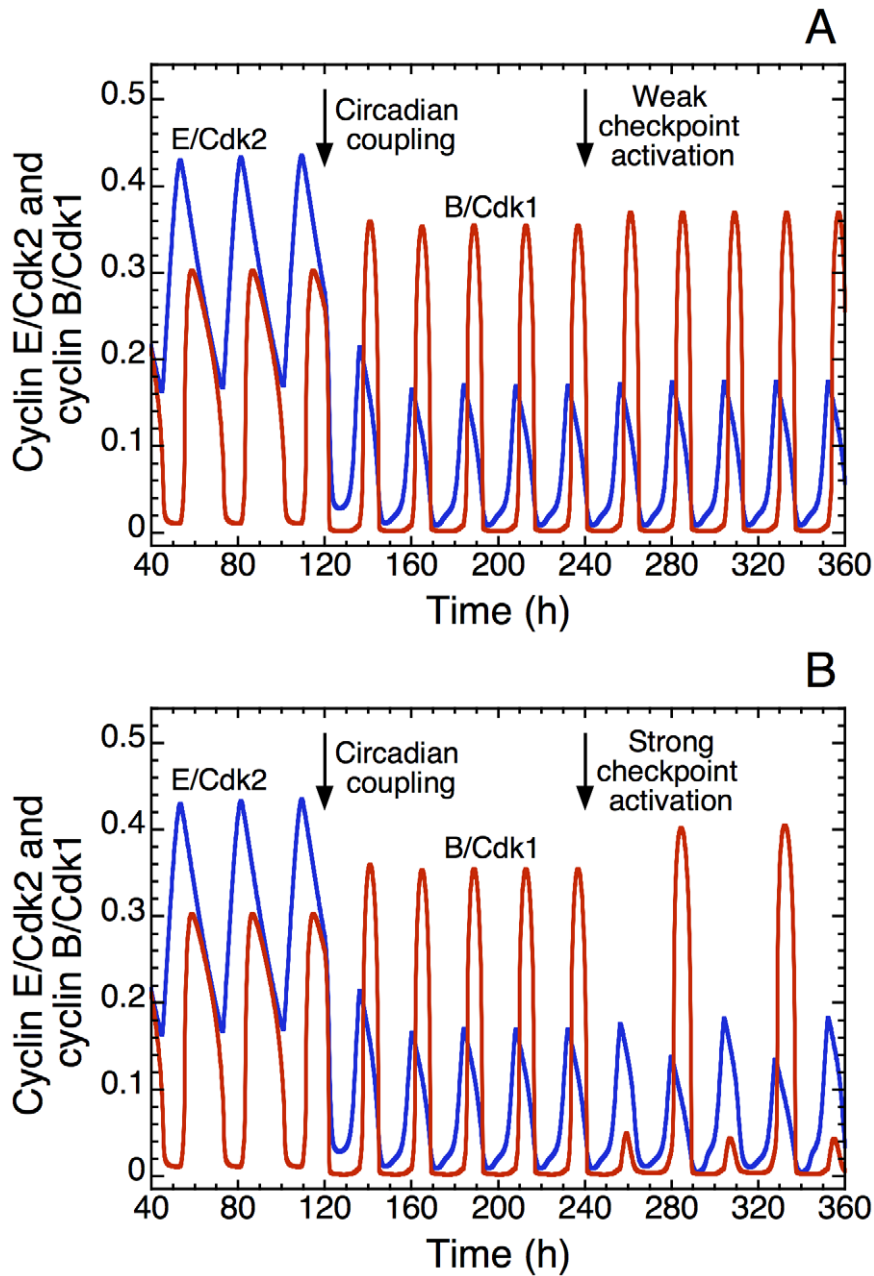 A
Cyclin E/Cdk2 and
cyclin B/Cdk1
0.5
0.4
0.3
0.2
0.1
0
E/Cdk2
Circadian
coupling
B/Cdk1
Weak
checkpoint
activation
40 80 120 160 200 240 280 320 360
Time (h)
B
Cyclin E/Cdk2 and
cyclin B/Cdk1
0.5
0.4
0.3
0.2
0.1
0
E/Cdk2
Circadian
coupling
B/Cdk1
Strong
checkpoint
activation
40 80 120 160 200 240 280 320 360
Time (h)